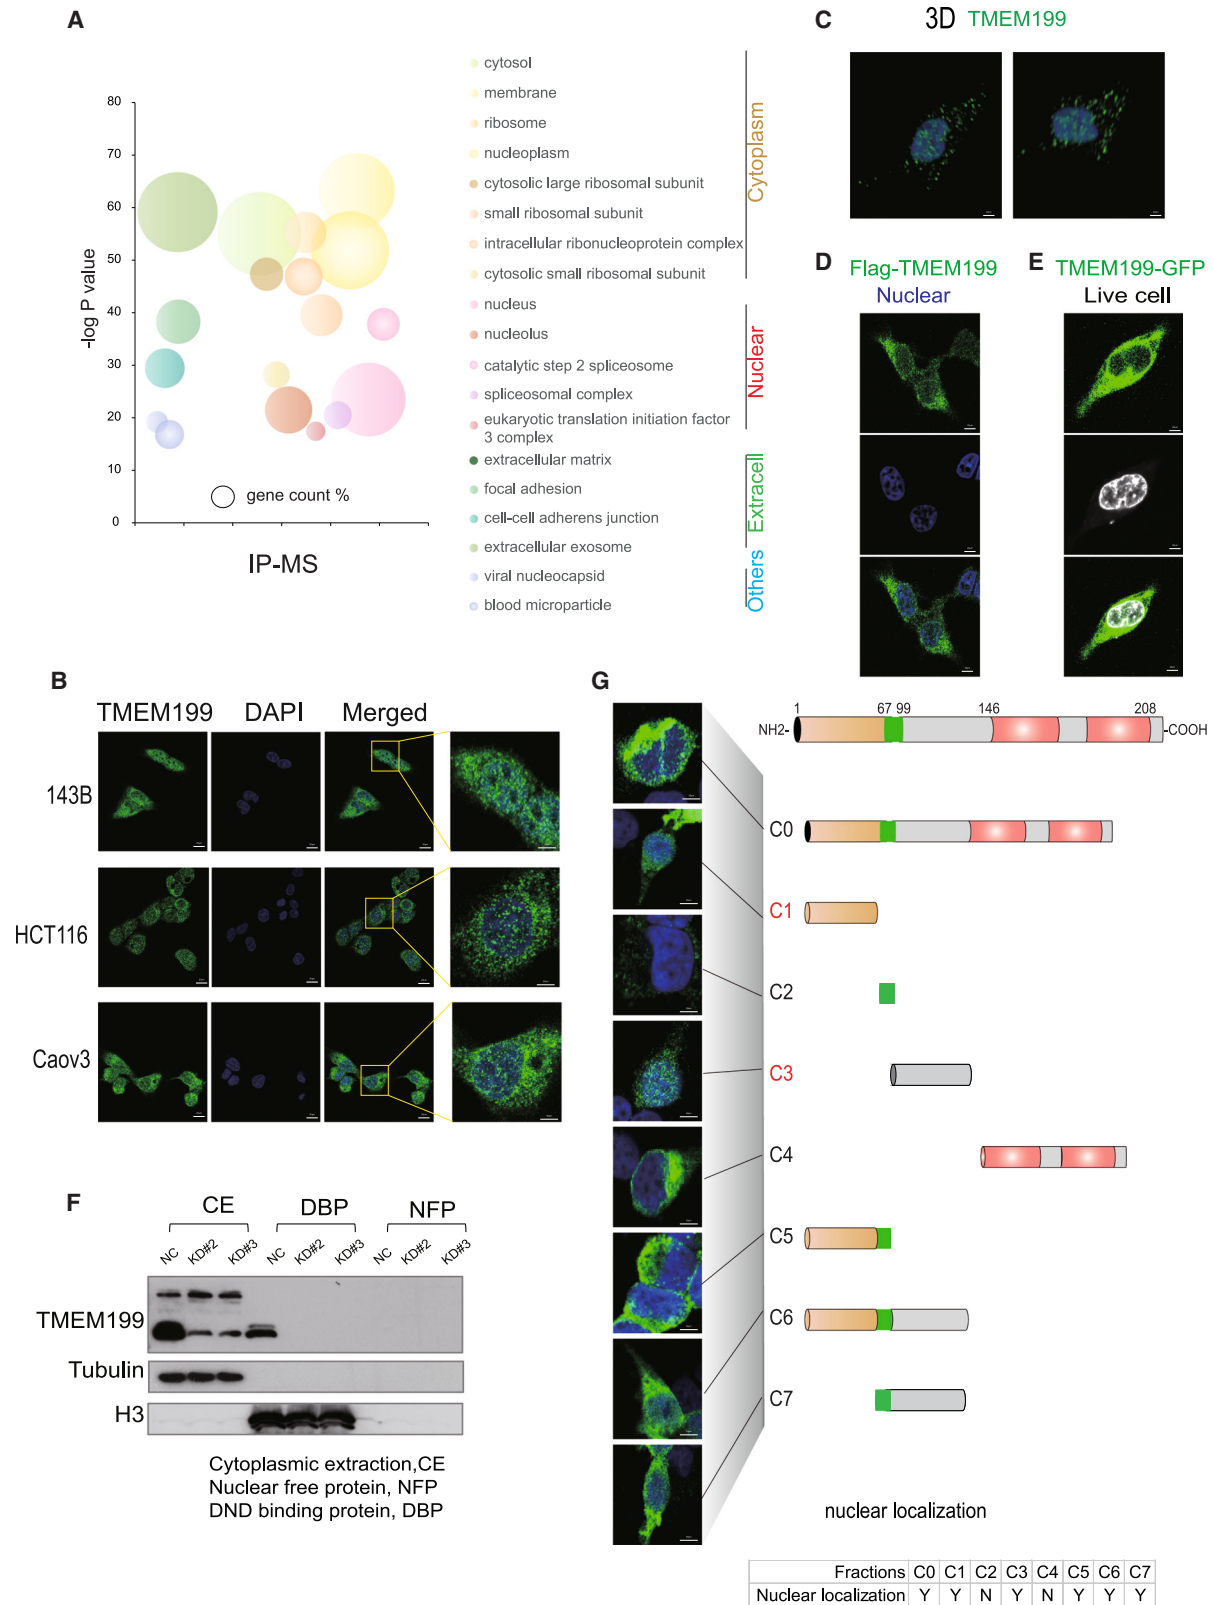 A
80
70
60
50
40
30
20
10
0
-log P value
gene count %
IP-MS
cytosol
membrane
ribosome
nucleoplasm
cytosolic large ribosomal subunit
small ribosomal subunit
intracellular ribonucleoprotein complex
cytosolic small ribosomal subunit
nucleus
nucleolus
catalytic step 2 spliceosome
spliceosomal complex
eukaryotic translation initiation factor
3 complex
extracellular matrix
focal adhesion
cell-cell adherens junction
extracellular exosome
viral nucleocapsid
blood microparticle
Cytoplasm
Nuclear
Extracell
Others
C
3D TMEM199
D
Flag-TMEM199
Nuclear
E
TMEM199-GFP
Live cell
B
TMEM199 DAPI Merged
143B
HCT116
Caov3
F
CE DBP NFP
NC KD#2 KD#3 NC KD#2 KD#3 NC KD#2 KD#3
TMEM199
Tubulin
H3
Cytoplasmic extraction,CE
Nuclear free protein, NFP
DND binding protein, DBP
G
1 67 99 146 208
NH2- -COOH
C0
C1
C2
C3
C4
C5
C6
C7
nuclear localization
Fractions C0 C1 C2 C3 C4 C5 C6 C7
Nuclear localization Y Y N Y N Y Y Y